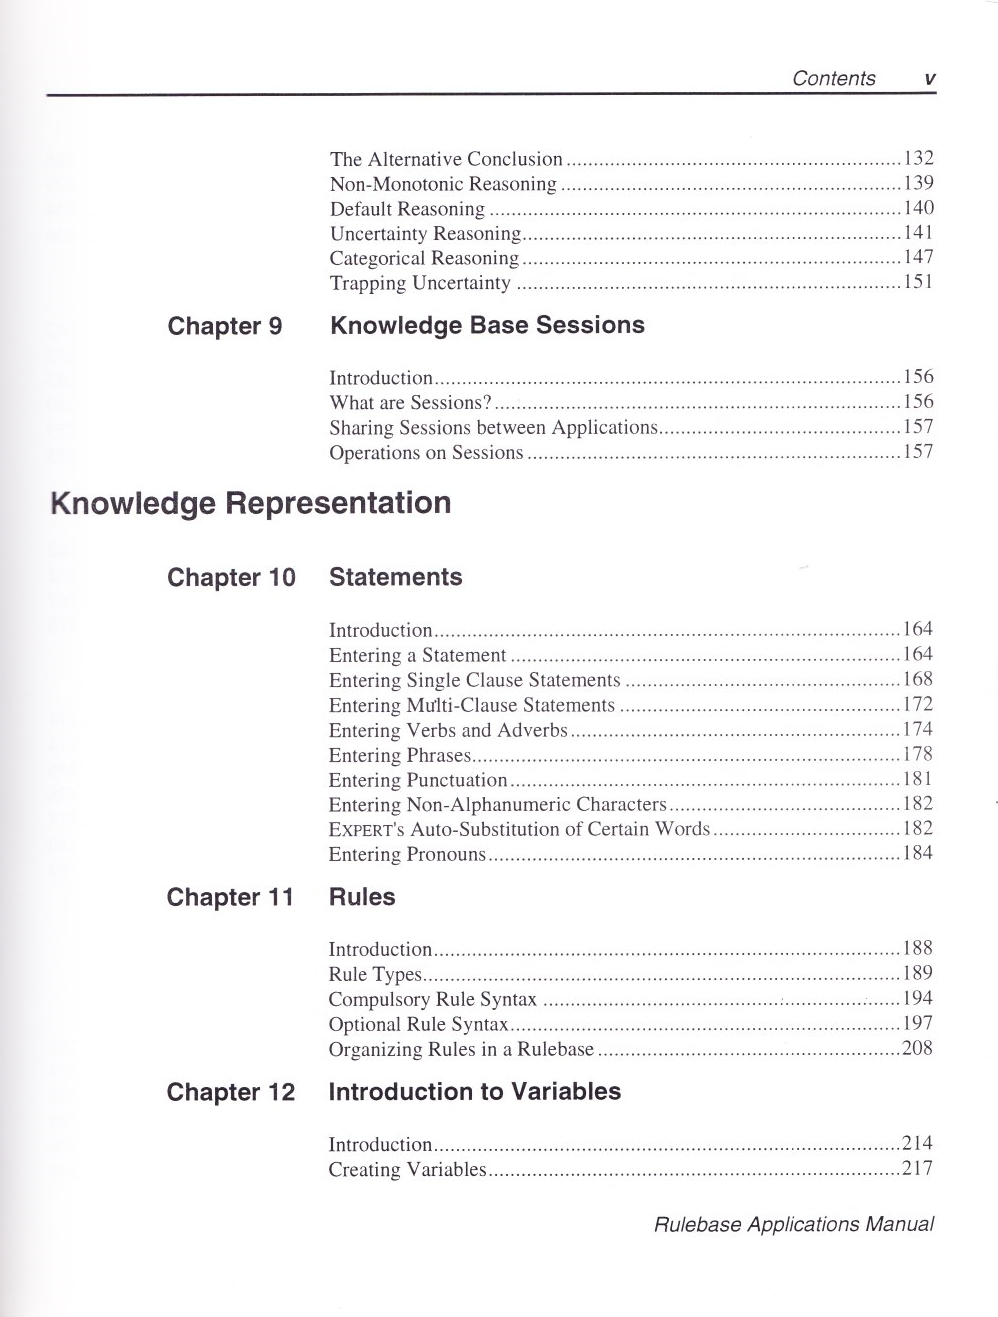 Contents v
The Alternative Conclusion ............................................................. 132
Non-Monotonic Reasoning .............................................................. 139
Default Reasoning ........................................................................... 140
Uncertainty Reasoning..................................................................... 141
Categorical Reasoning ..................................................................... 147
Trapping Uncertainty ...................................................................... 151
Chapter 9 Knowledge Base Sessions
Introduction..................................................................................... 156
What are Sessions? .......................................................................... 156
Sharing Sessions between Applications............................................ 157
Operations on Sessions .................................................................... 157
Knowledge Representation
Chapter 10 Statements
Introduction..................................................................................... 164
Entering a Statement ....................................................................... 164
Entering Single Clause Statements .................................................. 168
Entering Multi-Clause Statements ................................................... 172
Entering Verbs and Adverbs............................................................ 174
Entering Phrases.............................................................................. 178
Entering Punctuation....................................................................... 181
Entering Non-Alphanumeric Characters.......................................... 182
EXPERT's Auto-Substitution of Certain Words.................................. 182
Entering Pronouns........................................................................... 184
Chapter 11 Rules
Introduction..................................................................................... 188
Rule Types....................................................................................... 189
Compulsory Rule Syntax ................................................................. 194
Optional Rule Syntax....................................................................... 197
Organizing Rules in a Rulebase ....................................................... 208
Chapter 12 Introduction to Variables
Introduction..................................................................................... 214
Creating Variables........................................................................... 217
Rulebase Applications Manual